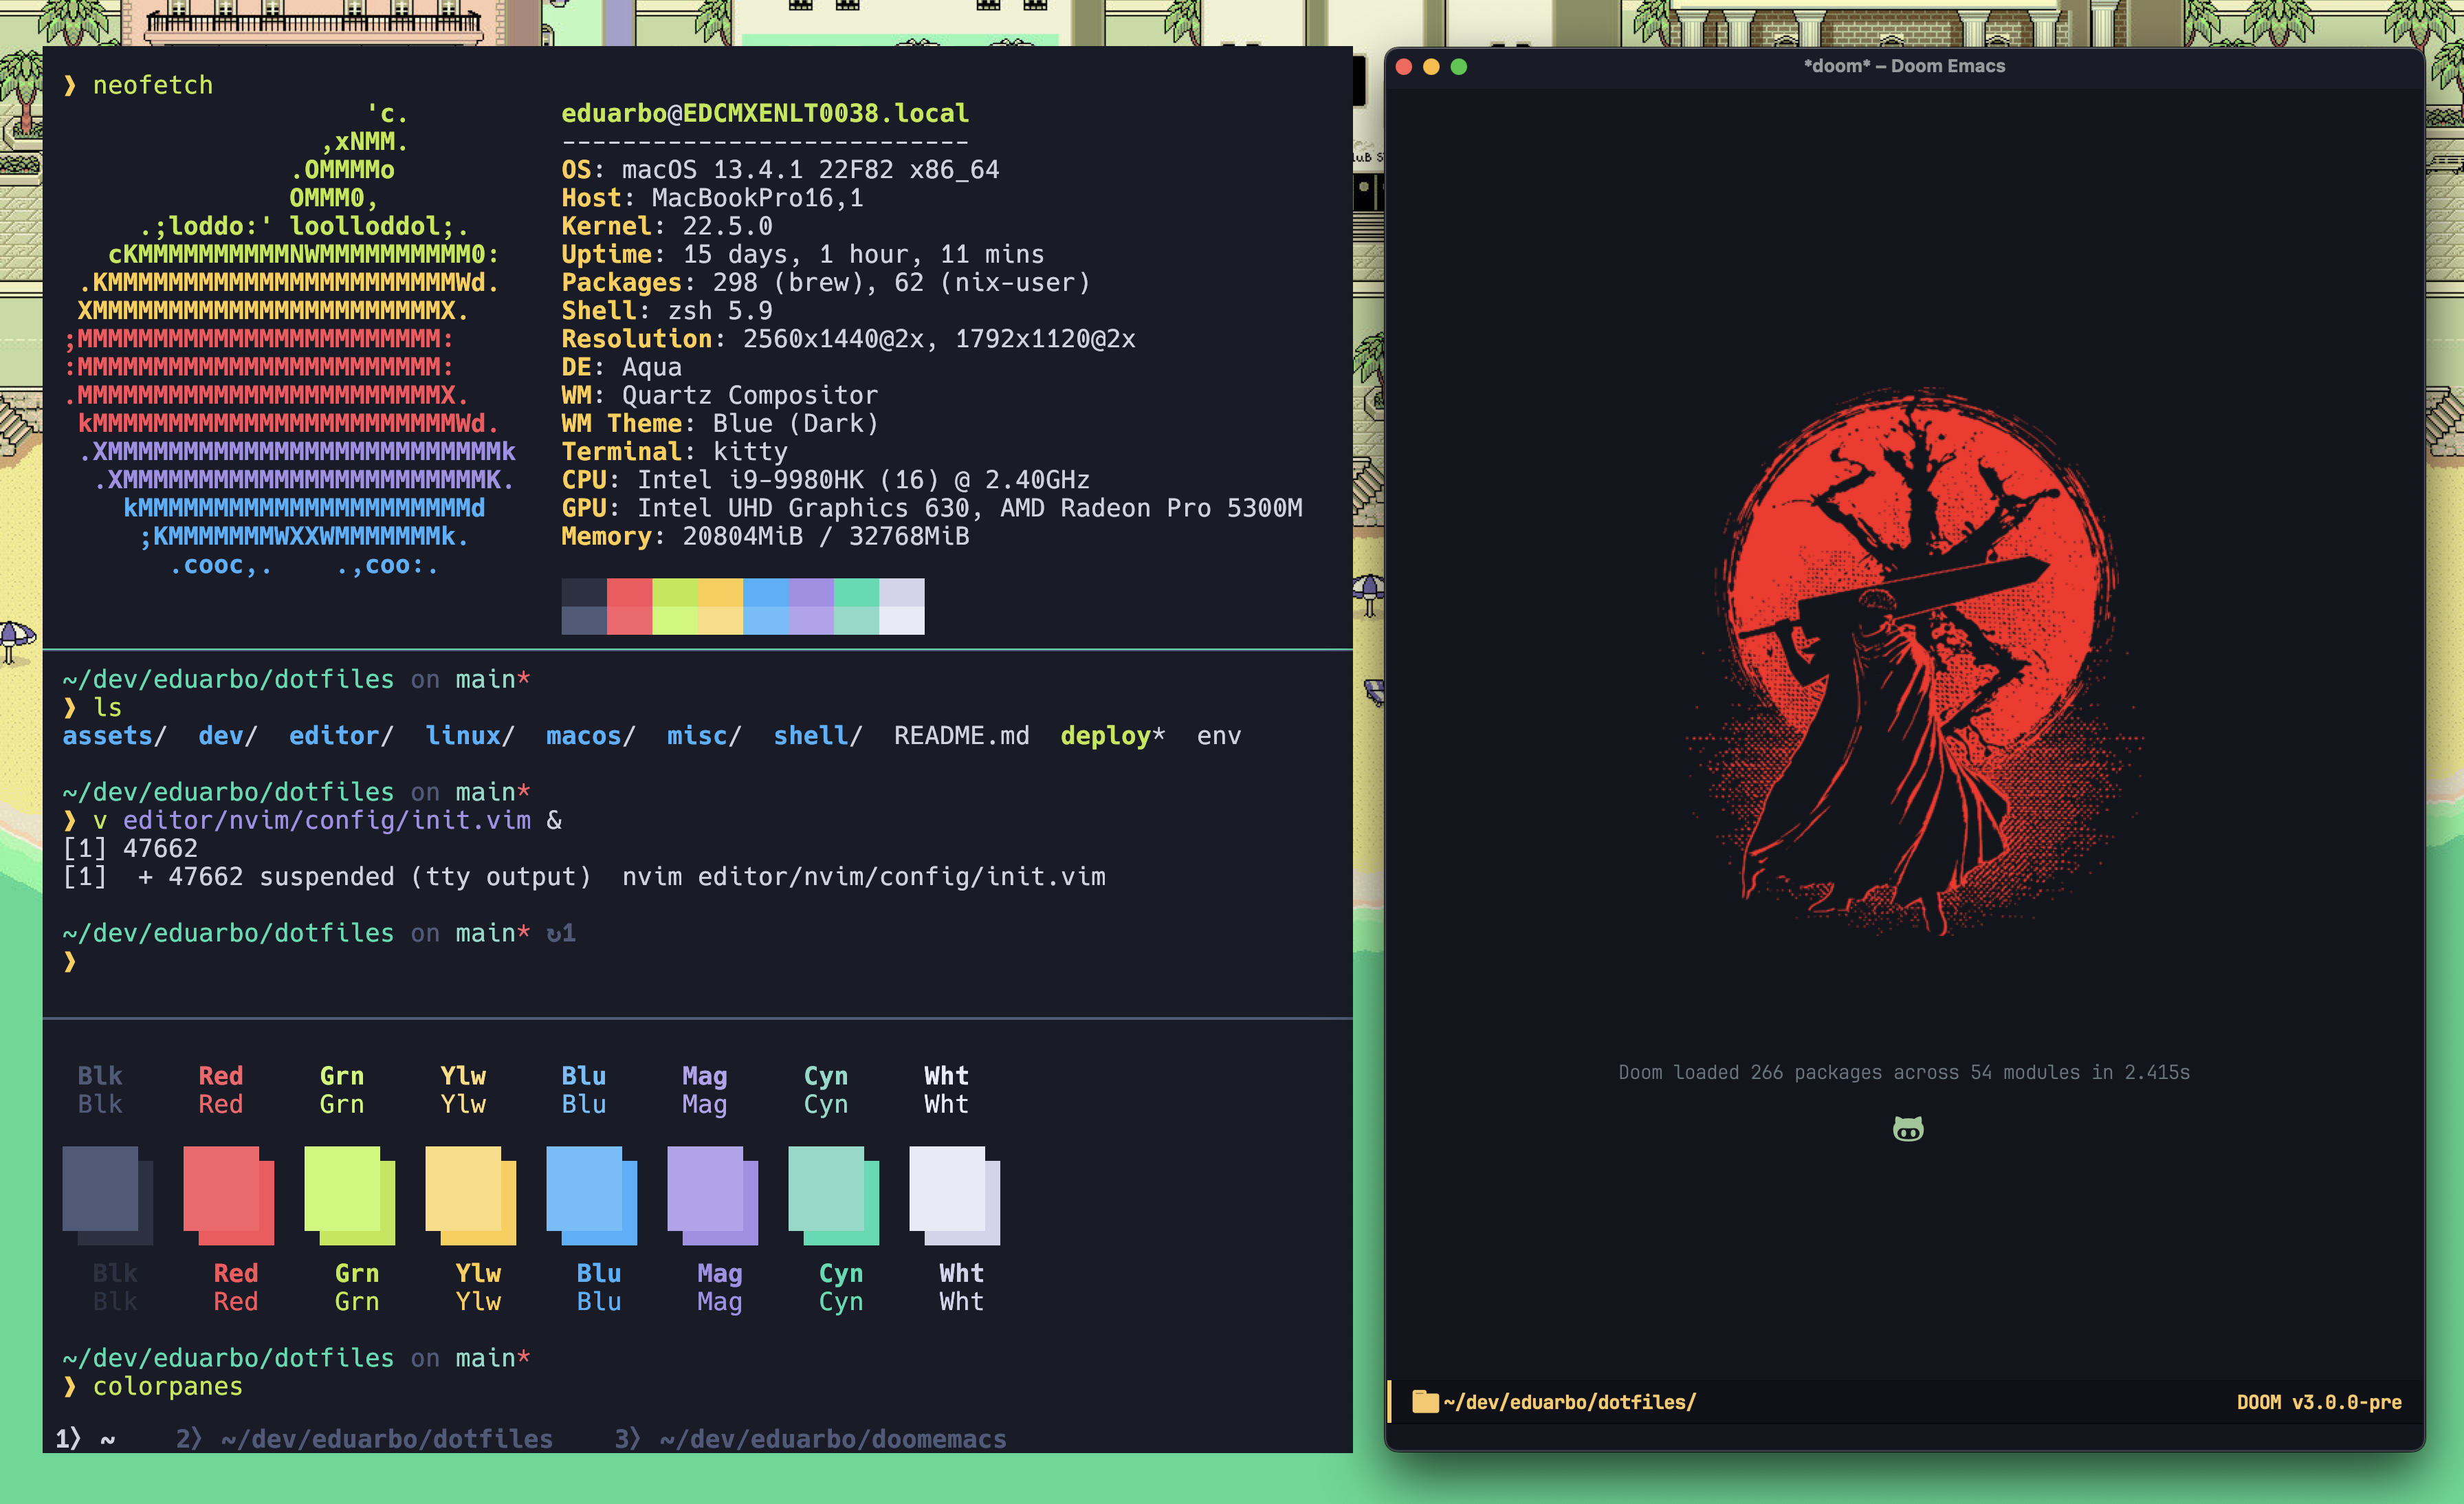 ❱ neofetch
'c.
,xNMM.
.OMMMMo
OMMM0,
.;loddo:' loolloddol;.
cKMMMMMMMMMMNWMMMMMMMMMM0:
.KMMMMMMMMMMMMMMMMMMMMMMMWd.
XMMMMMMMMMMMMMMMMMMMMMMMX.
;MMMMMMMMMMMMMMMMMMMMMMMM:
:MMMMMMMMMMMMMMMMMMMMMMMM:
.MMMMMMMMMMMMMMMMMMMMMMMMX.
kMMMMMMMMMMMMMMMMMMMMMMMMWd.
.XMMMMMMMMMMMMMMMMMMMMMMMMMMk
.XMMMMMMMMMMMMMMMMMMMMMMMMK.
kMMMMMMMMMMMMMMMMMMMMMMd
;KMMMMMMMWXXWMMMMMMMk.
.cooc,.    .,coo:.
eduarbo@EDCMXENLT0038.local
---------------------------
OS: macOS 13.4.1 22F82 x86_64
Host: MacBookPro16,1
Kernel: 22.5.0
Uptime: 15 days, 1 hour, 11 mins
Packages: 298 (brew), 62 (nix-user)
Shell: zsh 5.9
Resolution: 2560x1440@2x, 1792x1120@2x
DE: Aqua
WM: Quartz Compositor
WM Theme: Blue (Dark)
Terminal: kitty
CPU: Intel i9-9980HK (16) @ 2.40GHz
GPU: Intel UHD Graphics 630, AMD Radeon Pro 5300M
Memory: 20804MiB / 32768MiB
~/dev/eduarbo/dotfiles on main*
❱ ls
assets/  dev/  editor/  linux/  macos/  misc/  shell/  README.md  deploy*  env
~/dev/eduarbo/dotfiles on main*
❱ v editor/nvim/config/init.vim &
[1] 47662
[1]  + 47662 suspended (tty output)  nvim editor/nvim/config/init.vim
~/dev/eduarbo/dotfiles on main* ↻1
❱
Blk Red Grn Ylw Blu Mag Cyn Wht
Blk Red Grn Ylw Blu Mag Cyn Wht
Blk Red Grn Ylw Blu Mag Cyn Wht
Blk Red Grn Ylw Blu Mag Cyn Wht
~/dev/eduarbo/dotfiles on main*
❱ colorpanes
1⟩ ~    2⟩ ~/dev/eduarbo/dotfiles    3⟩ ~/dev/eduarbo/doomemacs
*doom* – Doom Emacs
Doom loaded 266 packages across 54 modules in 2.415s
~/dev/eduarbo/dotfiles/
DOOM v3.0.0-pre